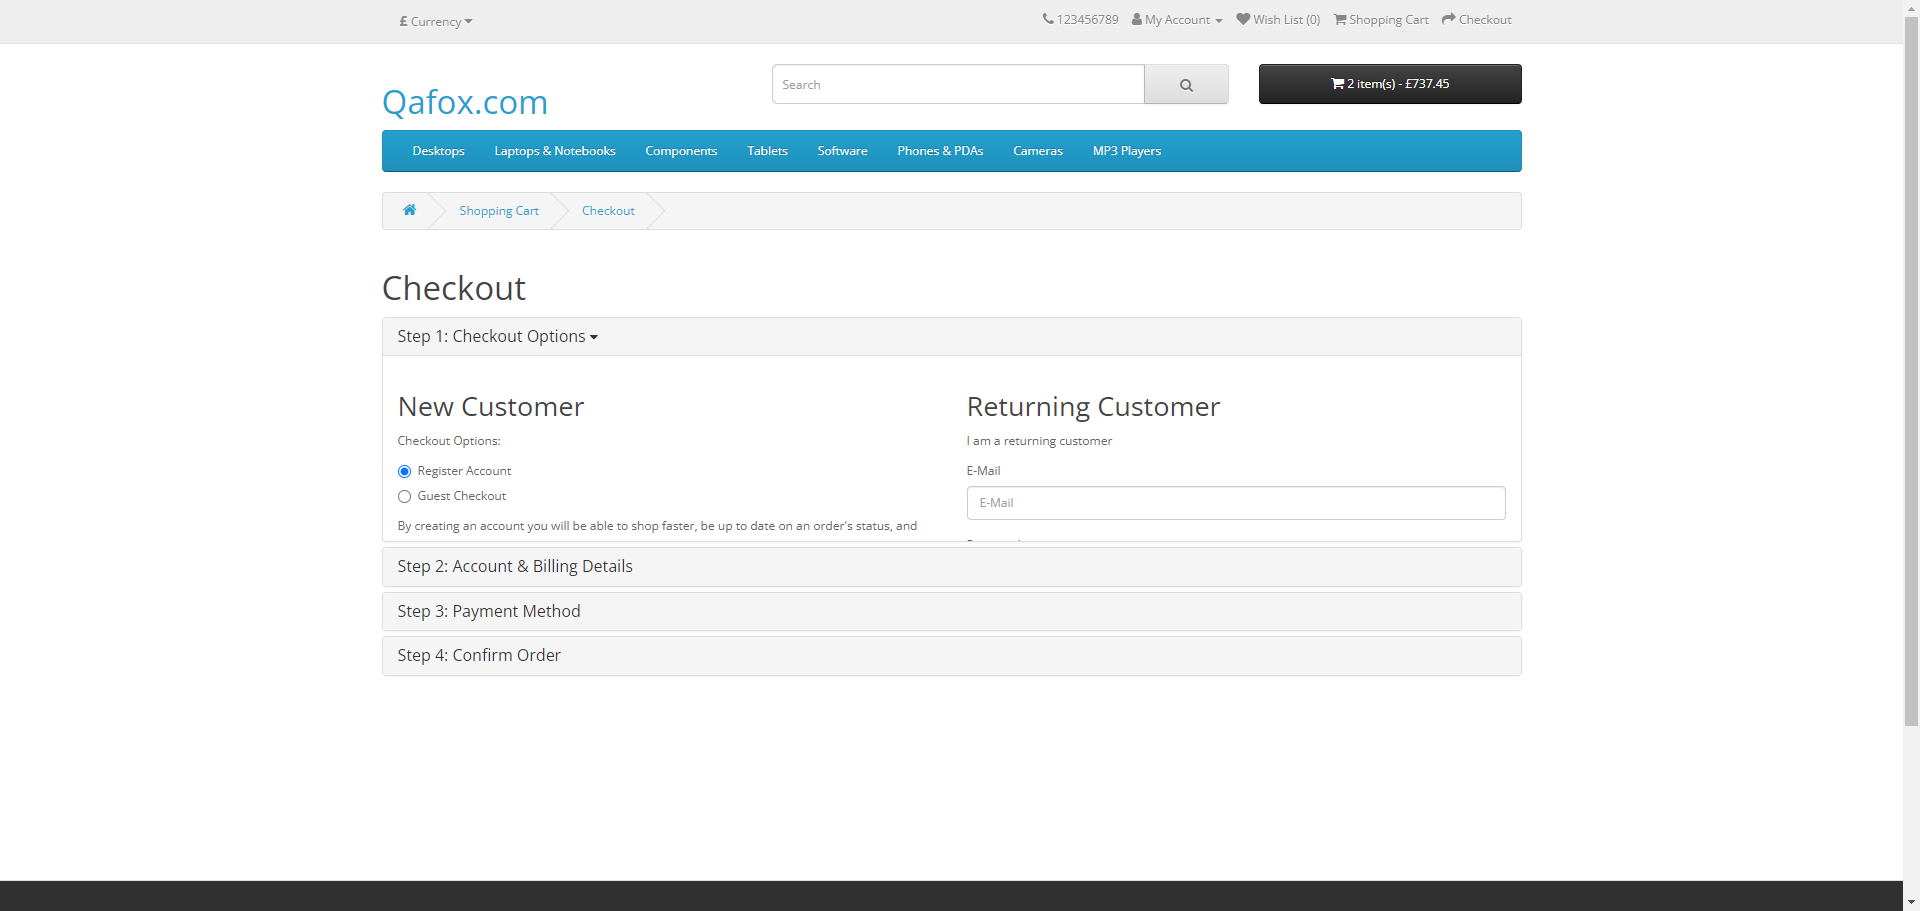 £ Currency
123456789 My Account Wish List (0) Shopping Cart Checkout
Qafox.com
Search
2 item(s) - £737.45
Desktops Laptops & Notebooks Components Tablets Software Phones & PDAs Cameras MP3 Players
Shopping Cart Checkout
Checkout
Step 1: Checkout Options
New Customer
Checkout Options:
Register Account
Guest Checkout
By creating an account you will be able to shop faster, be up to date on an order's status, and
Returning Customer
I am a returning customer
E-Mail
E-Mail
Step 2: Account & Billing Details
Step 3: Payment Method
Step 4: Confirm Order